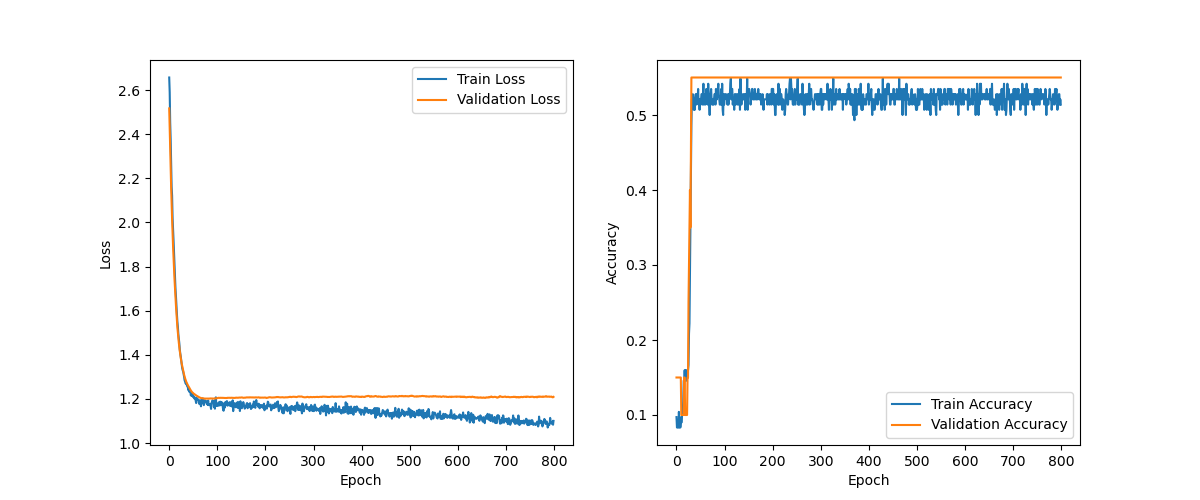 2.6
2.4
2.2
2.0
1.8
1.6
1.4
1.2
1.0
Loss
0 100 200 300 400 500 600 700 800
Epoch
Train Loss
Validation Loss
0.5
0.4
0.3
0.2
0.1
Accuracy
0 100 200 300 400 500 600 700 800
Epoch
Train Accuracy
Validation Accuracy